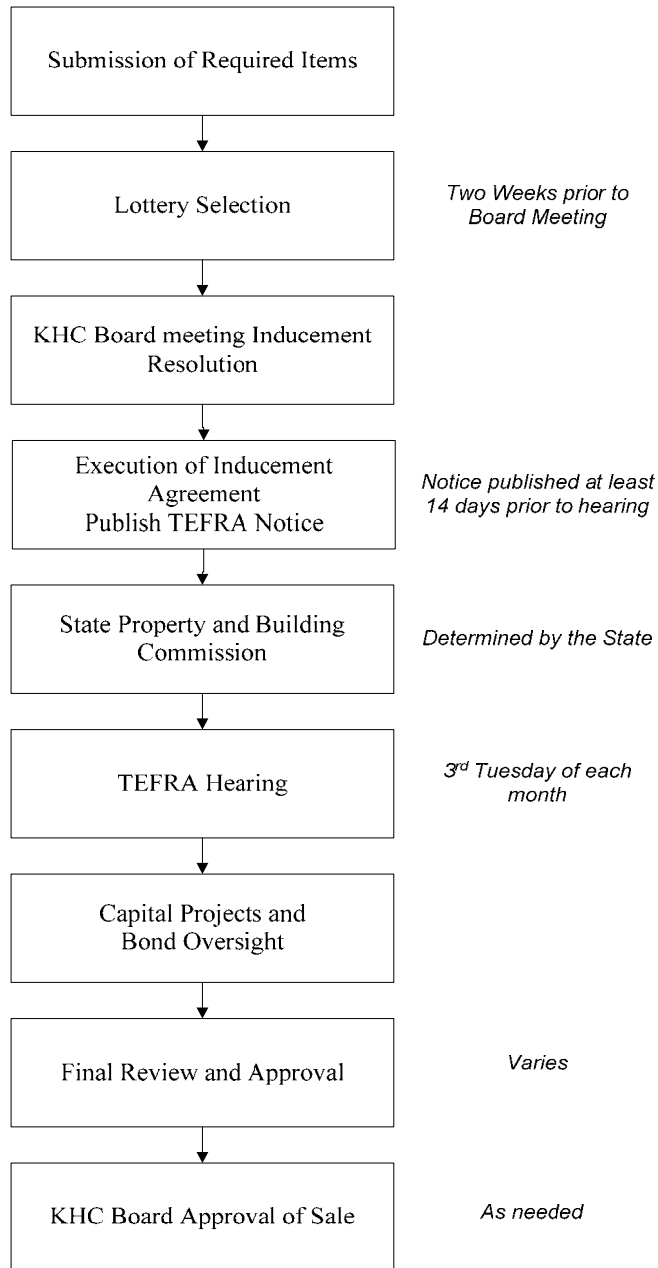 Submission of Required Items
Lottery Selection
Two Weeks prior to
Board Meeting
KHC Board meeting Inducement
Resolution
Execution of Inducement
Agreement
Publish TEFRA Notice
Notice published at least
14 days prior to hearing
State Property and Building
Commission
Determined by the State
TEFRA Hearing
3rd Tuesday of each
month
Capital Projects and
Bond Oversight
Final Review and Approval
Varies
KHC Board Approval of Sale
As needed